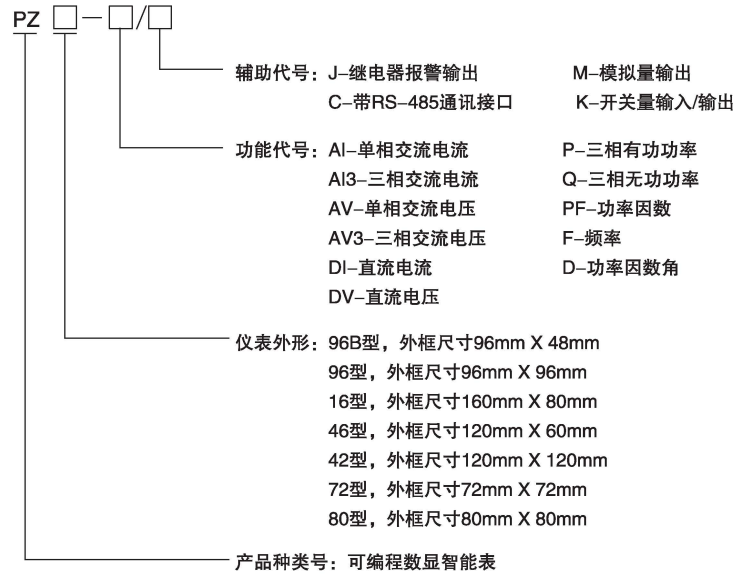 PZ □-□/□
辅助代号：J-继电器报警输出 M-模拟量输出
C-带RS-485通讯接口 K-开关量输入/输出
功能代号：AI-单相交流电流 P-三相有功功率
AI3-三相交流电流 Q-三相无功功率
AV-单相交流电压 PF-功率因数
AV3-三相交流电压 F-频率
DI-直流电流 D-功率因数角
DV-直流电压
仪表外形：96B型，外框尺寸96mm X 48mm
96型，外框尺寸96mm X 96mm
16型，外框尺寸160mm X 80mm
46型，外框尺寸120mm X 60mm
42型，外框尺寸120mm X 120mm
72型，外框尺寸72mm X 72mm
80型，外框尺寸80mm X 80mm
产品种类号：可编程数显智能表